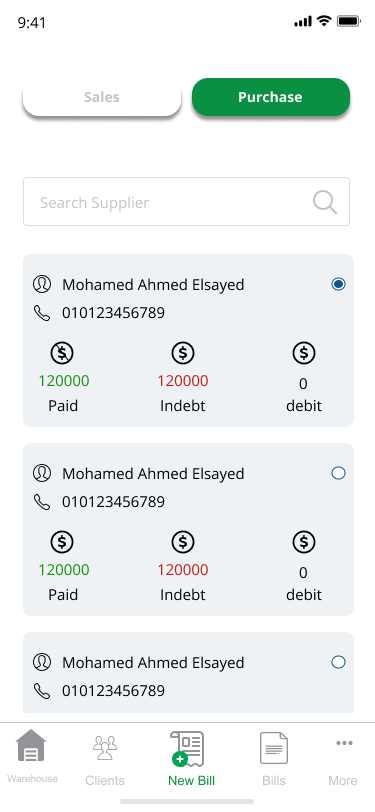 9:41
Sales Purchase
Search Supplier
Mohamed Ahmed Elsayed
010123456789
120000 120000 0
Paid Indebt debit
Mohamed Ahmed Elsayed
010123456789
120000 120000 0
Paid Indebt debit
Mohamed Ahmed Elsayed
010123456789
Warehouse Clients New Bill Bills More